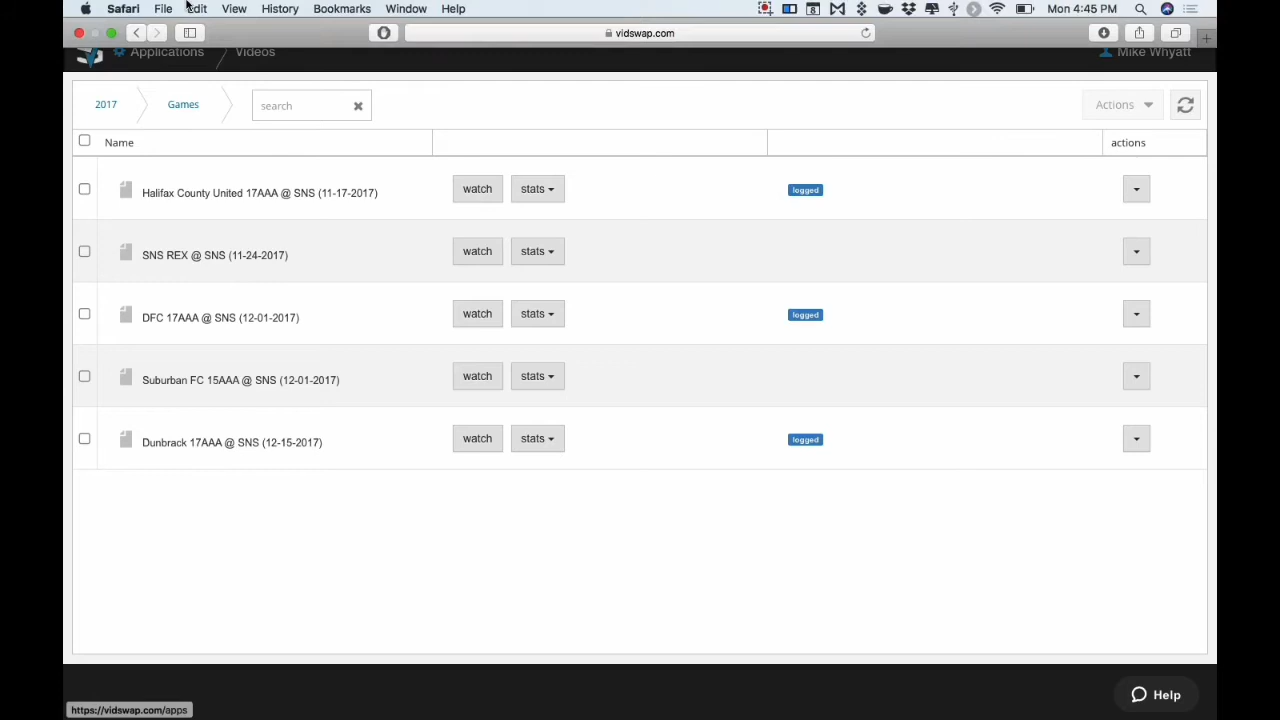 Safari File Edit View History Bookmarks Window Help Mon 4:45 PM
vidswap.com
Applications Videos Mike Whyatt
2017 Games search Actions
Name actions
Halifax County United 17AAA @ SNS (11-17-2017) watch stats logged
SNS REX @ SNS (11-24-2017) watch stats
DFC 17AAA @ SNS (12-01-2017) watch stats logged
Suburban FC 15AAA @ SNS (12-01-2017) watch stats
Dunbrack 17AAA @ SNS (12-15-2017) watch stats logged
Help
https://vidswap.com/apps